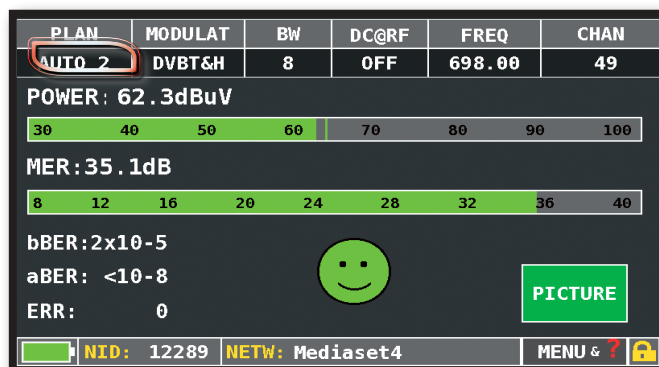 PLAN MODULAT BW DC@RF FREQ CHAN
AUTO 2 DVBT&H 8 OFF 698.00 49
POWER: 62.3dBuV
30 40 50 60 70 80 90 100
MER:35.1dB
8 12 16 20 24 28 32 36 40
bBER:2x10-5
aBER: <10-8
PICTURE
ERR: 0
NID: 12289 NETW: Mediaset4 MENU & ?